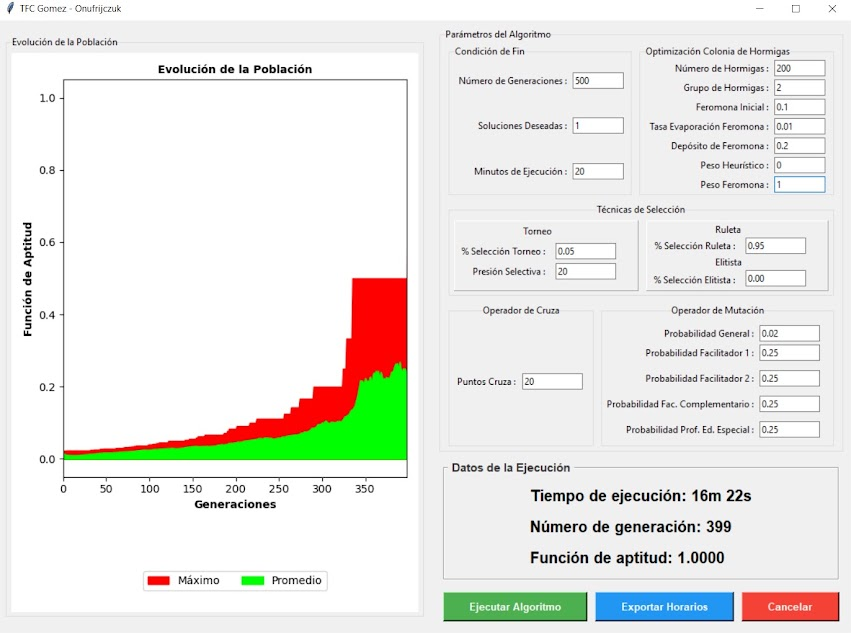 TFC Gomez - Onufrijczuk
Evolución de la Población
Evolución de la Población
Función de Aptitud
1.0
0.8
0.6
0.4
0.2
0.0
0 50 100 150 200 250 300 350
Generaciones
Máximo Promedio
Parámetros del Algoritmo
Condición de Fin
Número de Generaciones : 500
Soluciones Deseadas : 1
Minutos de Ejecución : 20
Optimización Colonia de Hormigas
Número de Hormigas : 200
Grupo de Hormigas : 2
Feromona Inicial : 0.1
Tasa Evaporación Feromona : 0.01
Depósito de Feromona : 0.2
Peso Heurístico : 0
Peso Feromona : 1
Técnicas de Selección
Torneo
% Selección Torneo : 0.05
Presión Selectiva : 20
Ruleta
% Selección Ruleta : 0.95
Elitista
% Selección Elitista : 0.00
Operador de Cruza
Puntos Cruza : 20
Operador de Mutación
Probabilidad General : 0.02
Probabilidad Facilitador 1 : 0.25
Probabilidad Facilitador 2 : 0.25
Probabilidad Fac. Complementario : 0.25
Probabilidad Prof. Ed. Especial : 0.25
Datos de la Ejecución
Tiempo de ejecución: 16m 22s
Número de generación: 399
Función de aptitud: 1.0000
Ejecutar Algoritmo
Exportar Horarios
Cancelar